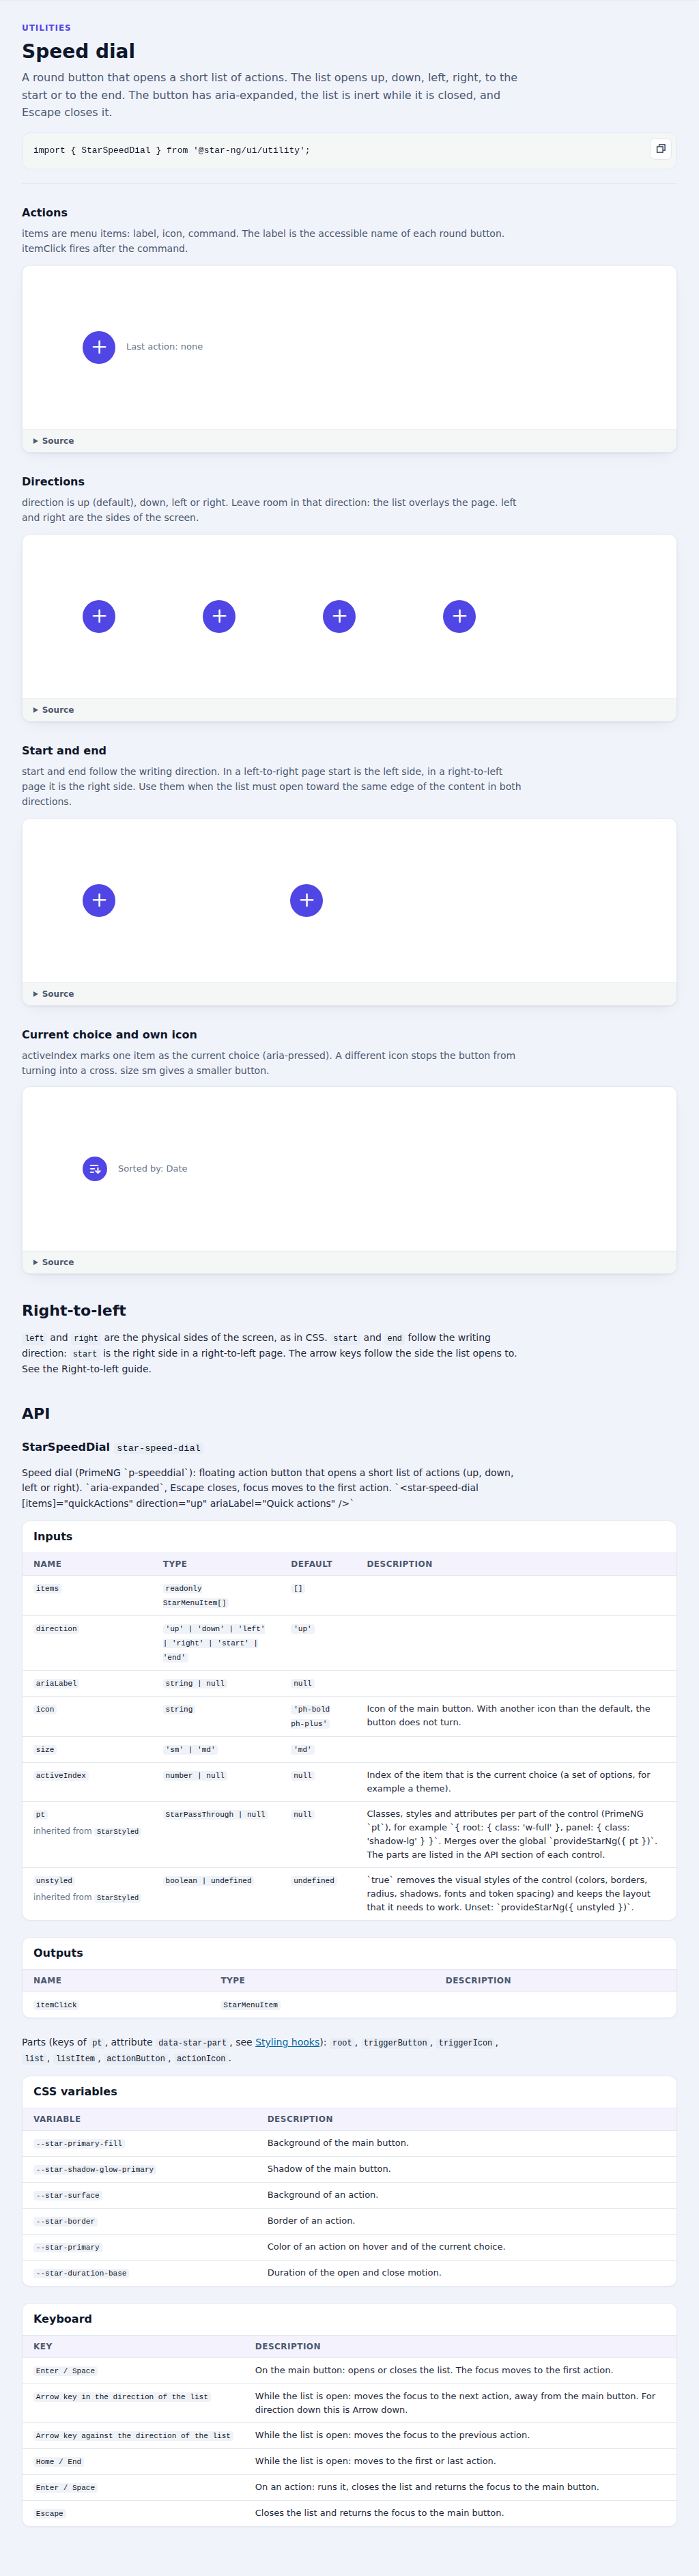 UTILITIES
Speed dial
A round button that opens a short list of actions. The list opens up, down, left, right, to the
start or to the end. The button has aria-expanded, the list is inert while it is closed, and
Escape closes it.
import { StarSpeedDial } from '@star-ng/ui/utility';
Actions
items are menu items: label, icon, command. The label is the accessible name of each round button.
itemClick fires after the command.
Last action: none
Source
Directions
direction is up (default), down, left or right. Leave room in that direction: the list overlays the page. left
and right are the sides of the screen.
Source
Start and end
start and end follow the writing direction. In a left-to-right page start is the left side, in a right-to-left
page it is the right side. Use them when the list must open toward the same edge of the content in both
directions.
Source
Current choice and own icon
activeIndex marks one item as the current choice (aria-pressed). A different icon stops the button from
turning into a cross. size sm gives a smaller button.
Sorted by: Date
Source
Right-to-left
left and right are the physical sides of the screen, as in CSS. start and end follow the writing
direction: start is the right side in a right-to-left page. The arrow keys follow the side the list opens to.
See the Right-to-left guide.
API
StarSpeedDial star-speed-dial
Speed dial (PrimeNG `p-speeddial`): floating action button that opens a short list of actions (up, down,
left or right). `aria-expanded`, Escape closes, focus moves to the first action. `<star-speed-dial
[items]="quickActions" direction="up" ariaLabel="Quick actions" />`
Inputs
NAME TYPE DEFAULT DESCRIPTION
items readonly []
StarMenuItem[]
direction 'up' | 'down' | 'left' 'up'
| 'right' | 'start' |
'end'
ariaLabel string | null null
icon string 'ph-bold Icon of the main button. With another icon than the default, the
ph-plus' button does not turn.
size 'sm' | 'md' 'md'
activeIndex number | null null Index of the item that is the current choice (a set of options, for
example a theme).
pt StarPassThrough | null null Classes, styles and attributes per part of the control (PrimeNG
inherited from StarStyled `pt`), for example `{ root: { class: 'w-full' }, panel: { class:
'shadow-lg' } }`. Merges over the global `provideStarNg({ pt })`.
The parts are listed in the API section of each control.
unstyled boolean | undefined undefined `true` removes the visual styles of the control (colors, borders,
inherited from StarStyled radius, shadows, fonts and token spacing) and keeps the layout
that it needs to work. Unset: `provideStarNg({ unstyled })`.
Outputs
NAME TYPE DESCRIPTION
itemClick StarMenuItem
Parts (keys of pt, attribute data-star-part, see Styling hooks): root, triggerButton, triggerIcon,
list, listItem, actionButton, actionIcon.
CSS variables
VARIABLE DESCRIPTION
--star-primary-fill Background of the main button.
--star-shadow-glow-primary Shadow of the main button.
--star-surface Background of an action.
--star-border Border of an action.
--star-primary Color of an action on hover and of the current choice.
--star-duration-base Duration of the open and close motion.
Keyboard
KEY DESCRIPTION
Enter / Space On the main button: opens or closes the list. The focus moves to the first action.
Arrow key in the direction of the list While the list is open: moves the focus to the next action, away from the main button. For
direction down this is Arrow down.
Arrow key against the direction of the list While the list is open: moves the focus to the previous action.
Home / End While the list is open: moves to the first or last action.
Enter / Space On an action: runs it, closes the list and returns the focus to the main button.
Escape Closes the list and returns the focus to the main button.